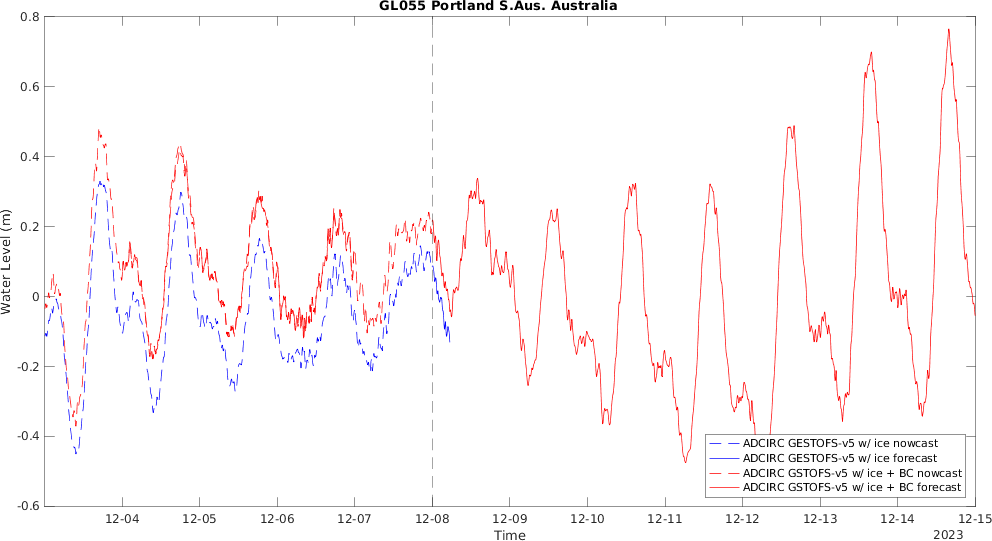 GL055 Portland S.Aus. Australia
Water Level (m)
0.8
0.6
0.4
0.2
0
-0.2
-0.4
-0.6
ADCIRC GESTOFS-v5 w/ ice nowcast
ADCIRC GESTOFS-v5 w/ ice forecast
ADCIRC GSTOFS-v5 w/ ice + BC nowcast
ADCIRC GSTOFS-v5 w/ ice + BC forecast
12-04 12-05 12-06 12-07 12-08 12-09 12-10 12-11 12-12 12-13 12-14 12-15
Time
2023